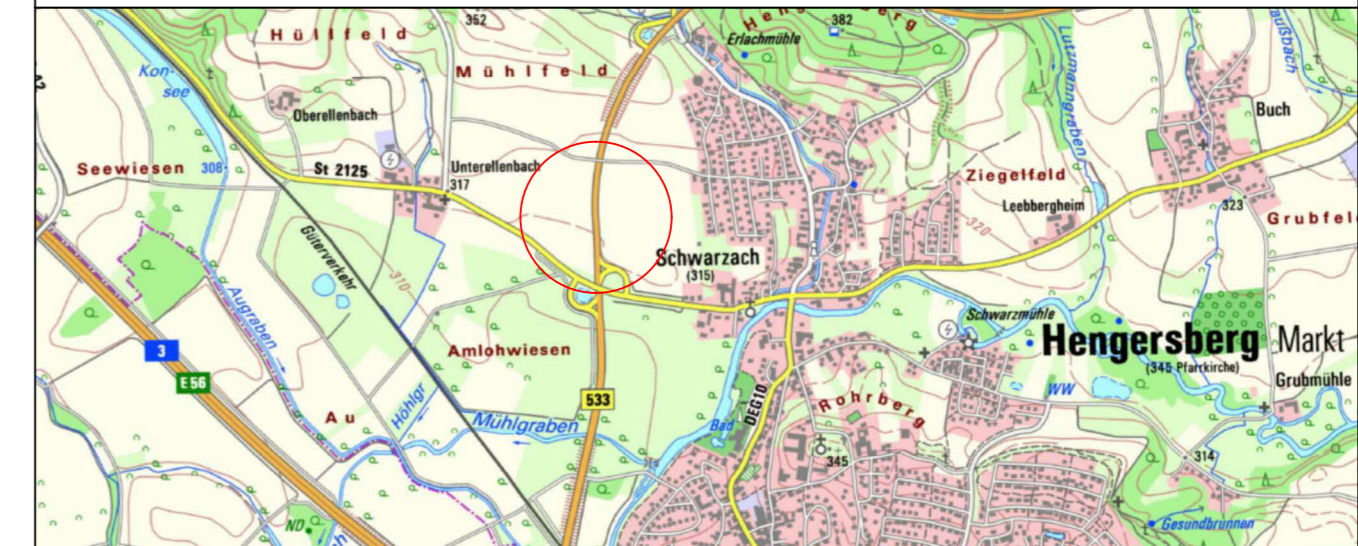 352
382
Hüllfeld
Erlachmühle
Mühlfeld
Kon-
see
Lutzmanngraben
Oberellenbach
Buch
Seewiesen
308
St 2125
Unterellenbach
317
Ziegelfeld
Leebbergheim
320
323
Güterverkehr
310
Schwarzach
(315)
Augraben
Schwarzmühle
Hengersberg Markt
(345 Pfarrkirche)
Amlohwiesen
3
E 56
Grubmühle
WW
533
DEG10
Rohrberg
Au
Höhlgr
Mühlgraben
Bad
345
314
ND
Gesundbrunnen